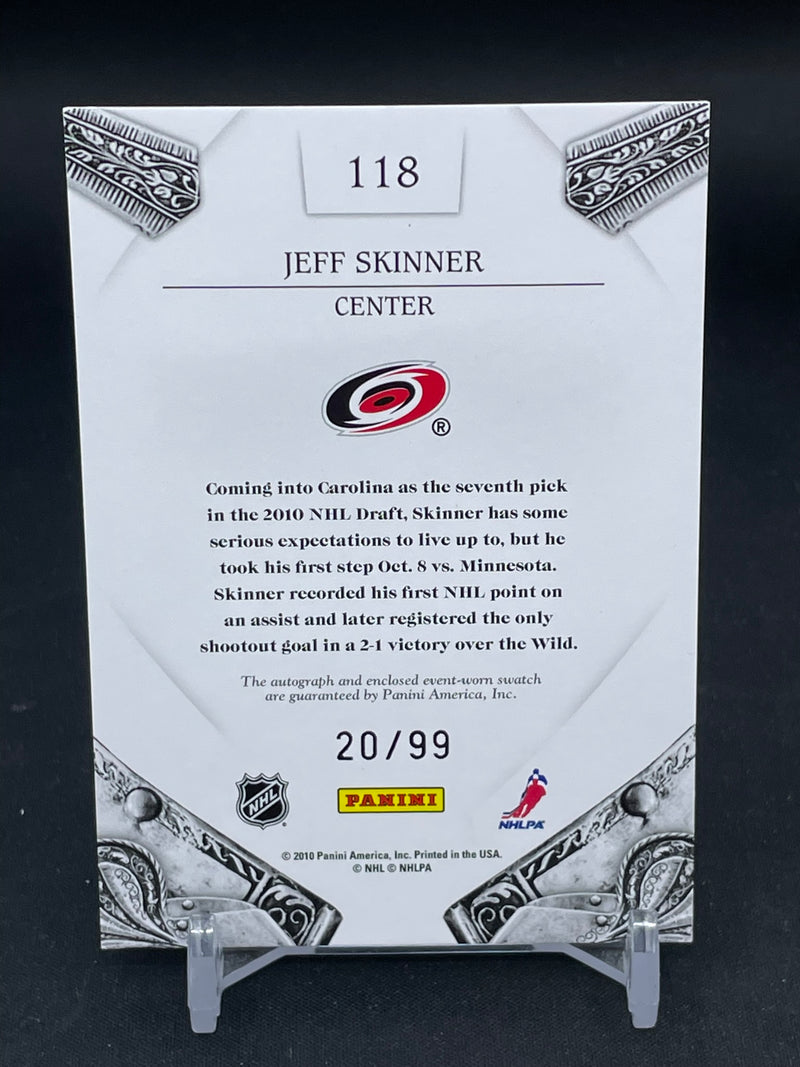 118
JEFF SKINNER
CENTER
®
Coming into Carolina as the seventh pick
in the 2010 NHL Draft, Skinner has some
serious expectations to live up to, but he
took his first step Oct. 8 vs. Minnesota.
Skinner recorded his first NHL point on
an assist and later registered the only
shootout goal in a 2-1 victory over the Wild.
The autograph and enclosed event-worn swatch
are guaranteed by Panini America, Inc.
20/99
NHL PANINI NHLPA
© 2010 Panini America, Inc. Printed in the USA.
© NHL © NHLPA